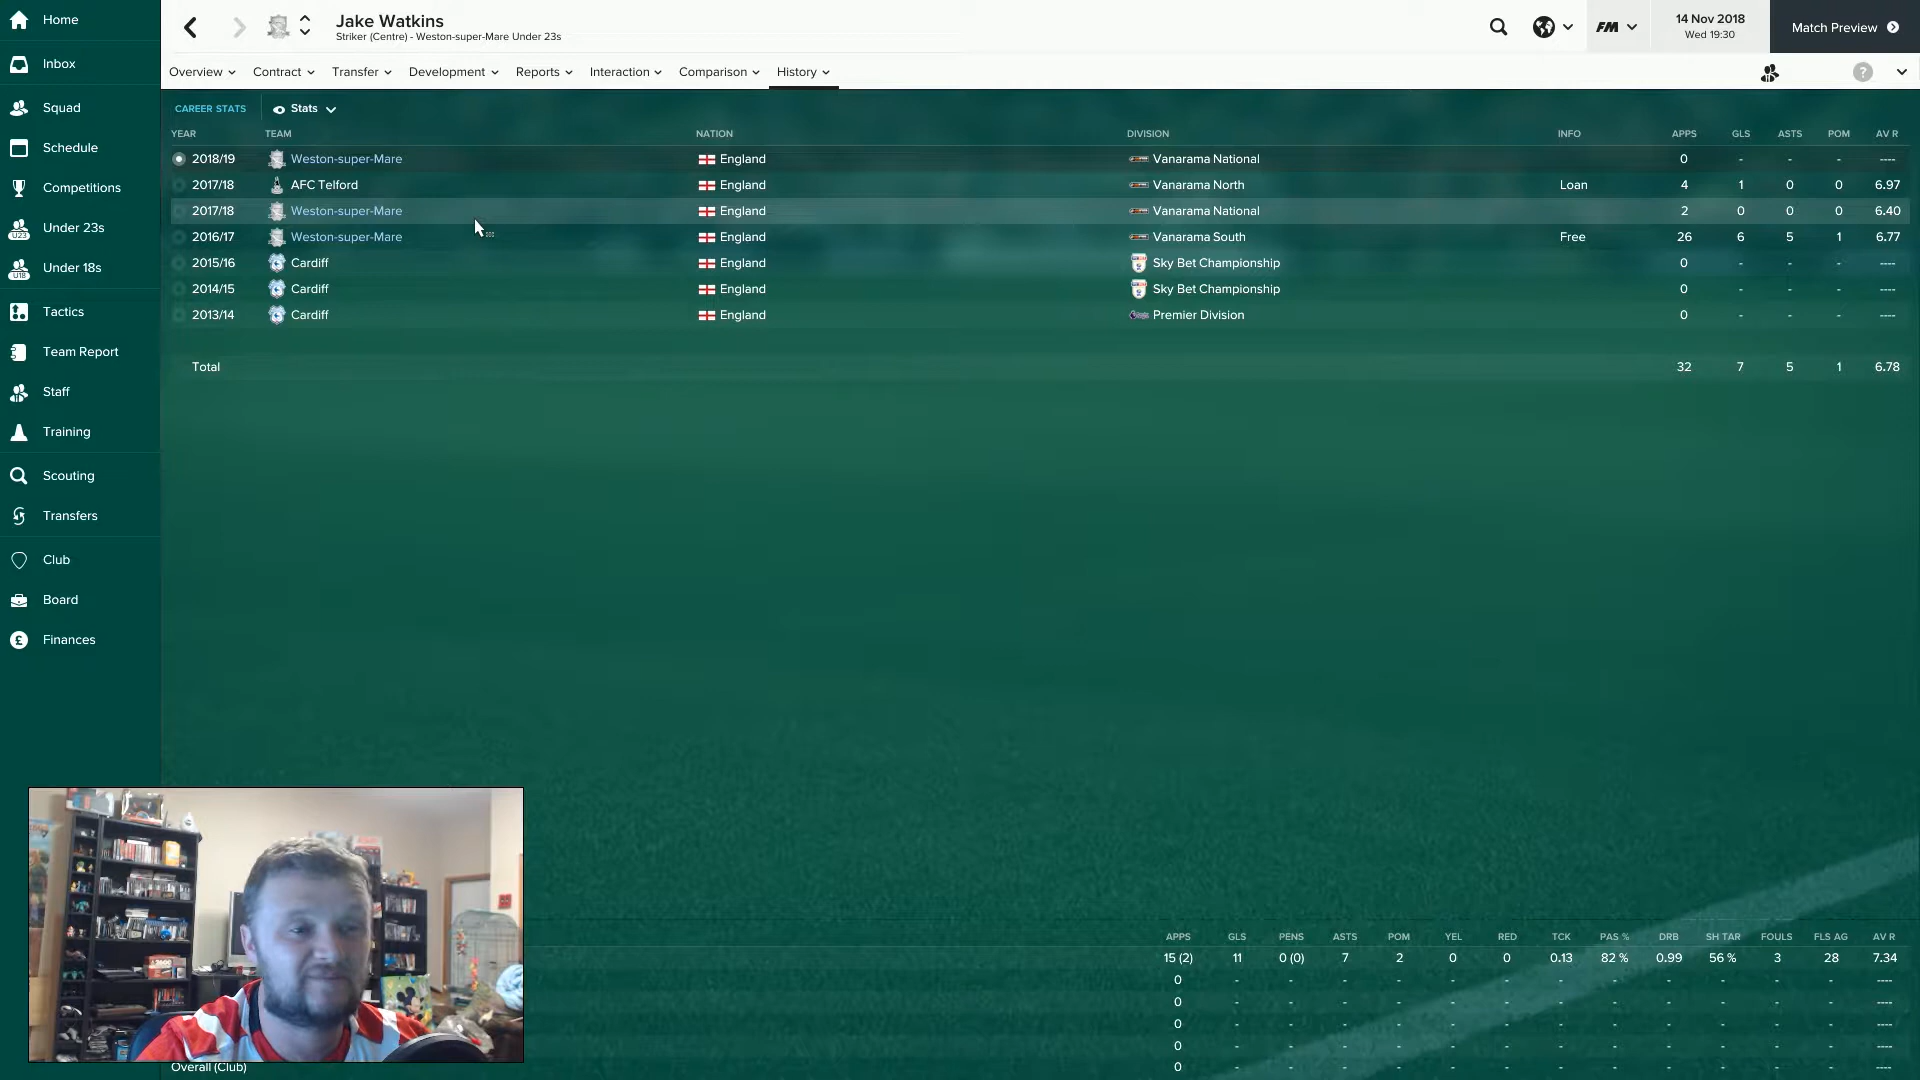 Home
Inbox
Squad
Schedule
Competitions
Under 23s
Under 18s
Tactics
Team Report
Staff
Training
Scouting
Transfers
Club
Board
Finances
U23
U18
Jake Watkins
Striker (Centre) - Weston-super-Mare Under 23s
FM
14 Nov 2018
Wed 19:30
Match Preview
Overview Contract Transfer Development Reports Interaction Comparison History
?
CAREER STATS Stats
YEAR TEAM NATION DIVISION INFO APPS GLS ASTS POM AV R
2018/19 Weston-super-Mare England Vanarama National 0 - - - ----
2017/18 AFC Telford England Vanarama North Loan 4 1 0 0 6.97
2017/18 Weston-super-Mare England Vanarama National 2 0 0 0 6.40
2016/17 Weston-super-Mare England Vanarama South Free 26 6 5 1 6.77
2015/16 Cardiff England Sky Bet Championship 0 - - - ----
2014/15 Cardiff England Sky Bet Championship 0 - - - ----
2013/14 Cardiff England Premier Division 0 - - - ----
Total 32 7 5 1 6.78
APPS GLS PENS ASTS POM YEL RED TCK PAS % DRB SH TAR FOULS FLS AG AV R
15 (2) 11 0 (0) 7 2 0 0 0.13 82 % 0.99 56 % 3 28 7.34
0 - - - - - - - - - - - - ----
0 - - - - - - - - - - - - ----
0 - - - - - - - - - - - - ----
0 - - - - - - - - - - - - ----
Overall (Club) 0 - - - - - - - - - - - - ----